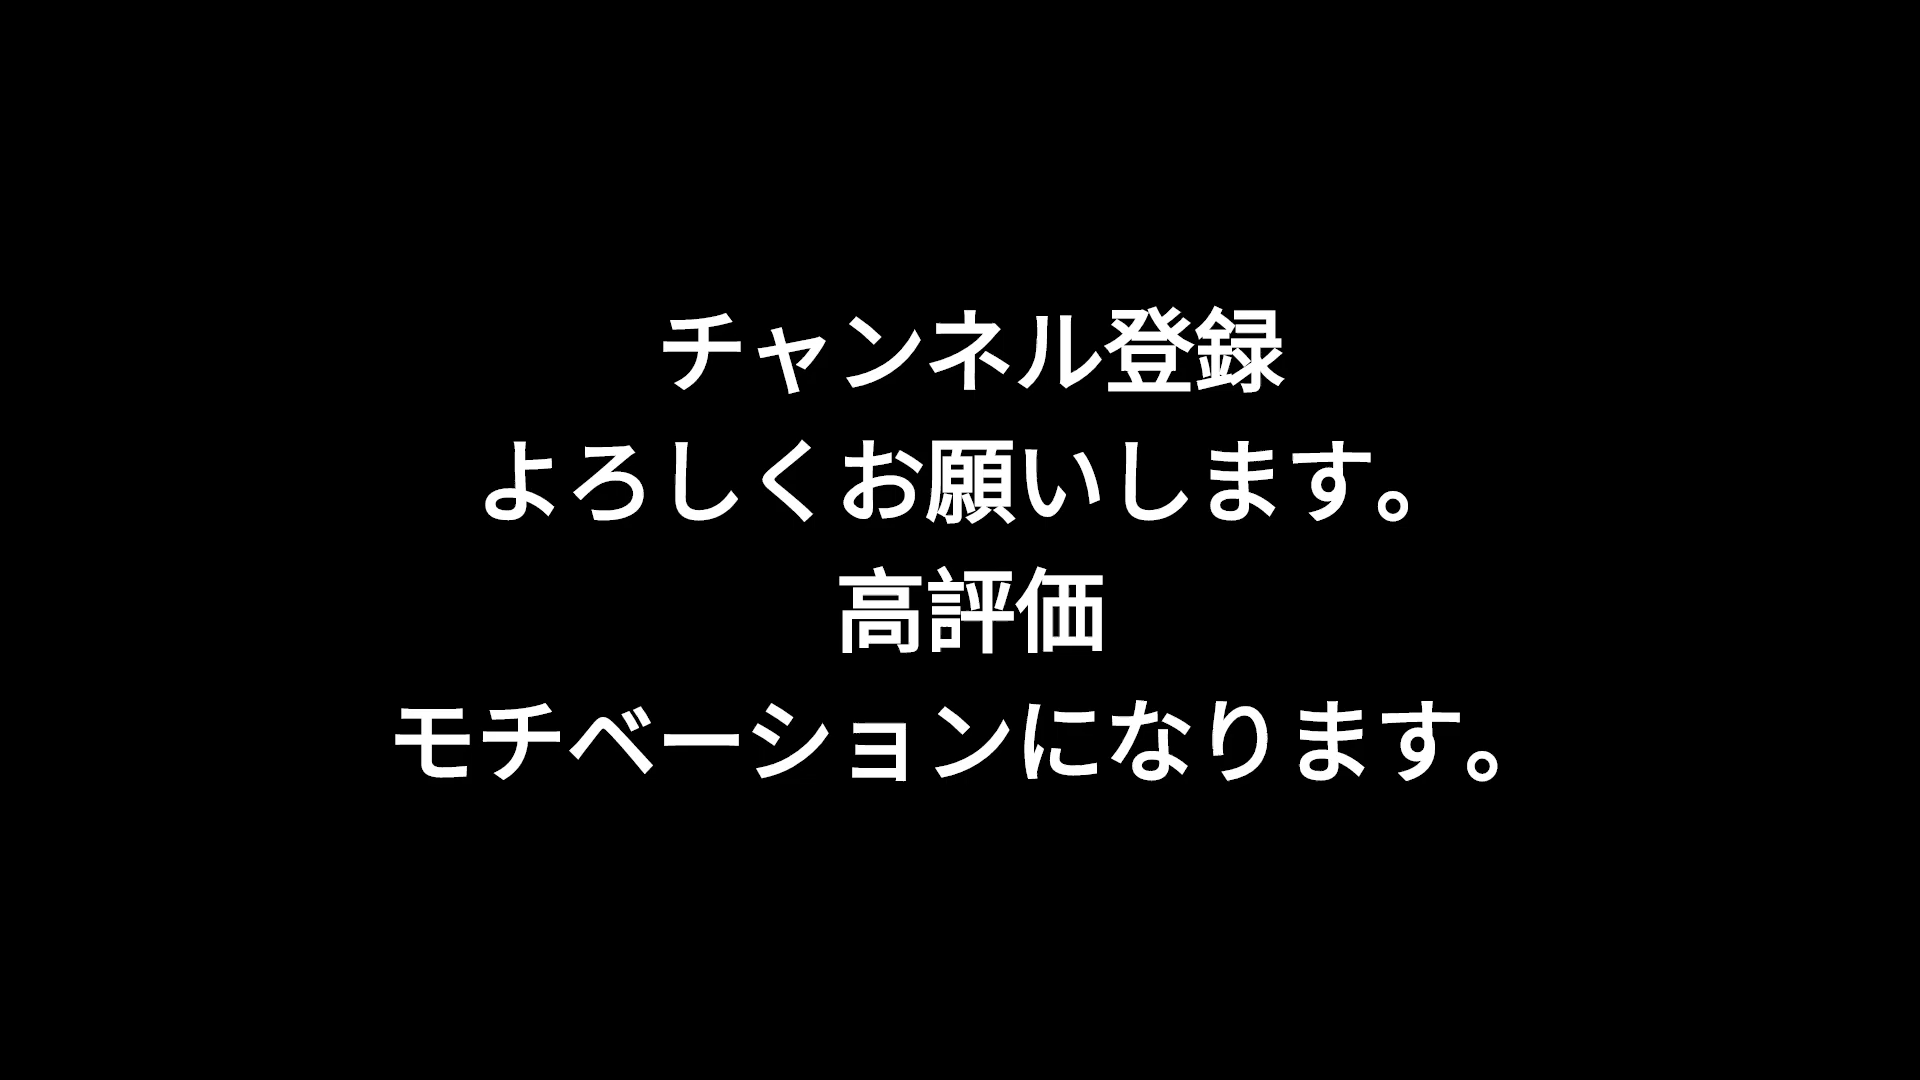 チャンネル登録
よろしくお願いします。
高評価
モチベーションになります。